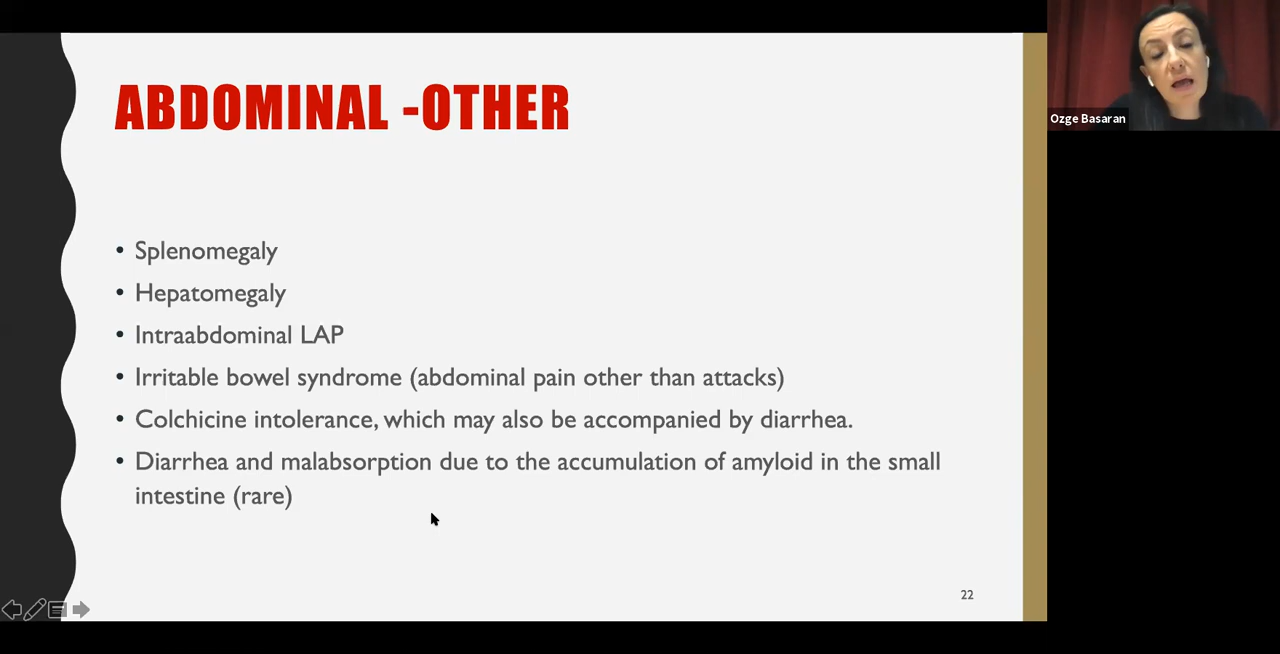 ABDOMINAL -OTHER
• Splenomegaly
• Hepatomegaly
• Intraabdominal LAP
• Irritable bowel syndrome (abdominal pain other than attacks)
• Colchicine intolerance, which may also be accompanied by diarrhea.
• Diarrhea and malabsorption due to the accumulation of amyloid in the small
intestine (rare)
22
Ozge Basaran